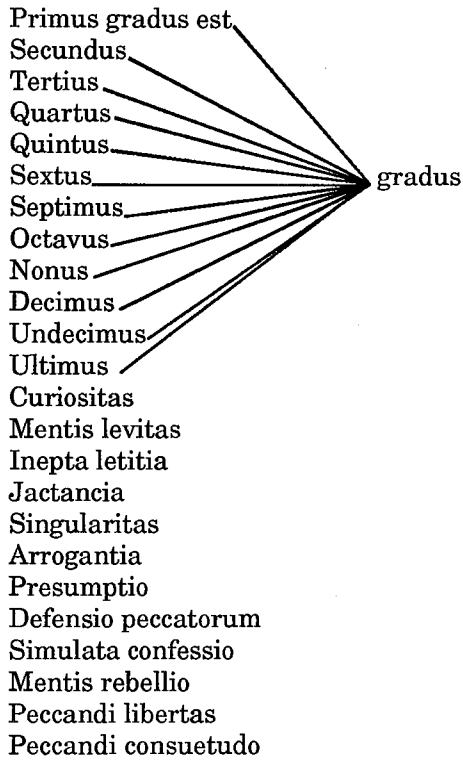 Primus gradus est
Secundus
Tertius
Quartus
Quintus
Sextus gradus
Septimus
Octavus
Nonus
Decimus
Undecimus
Ultimus
Curiositas
Mentis levitas
Inepta letitia
Jactancia
Singularitas
Arrogantia
Presumptio
Defensio peccatorum
Simulata confessio
Mentis rebellio
Peccandi libertas
Peccandi consuetudo